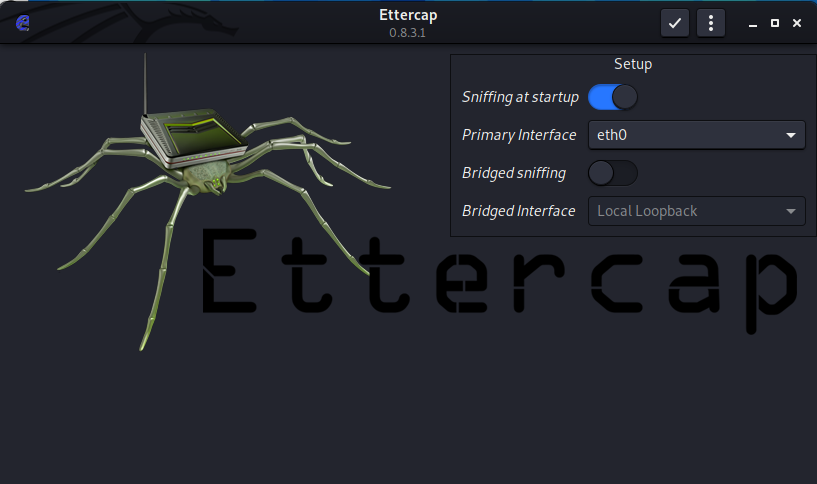 Ettercap
0.8.3.1
Setup
Sniffing at startup
Primary Interface eth0
Bridged sniffing
Bridged Interface Local Loopback
Ettercap